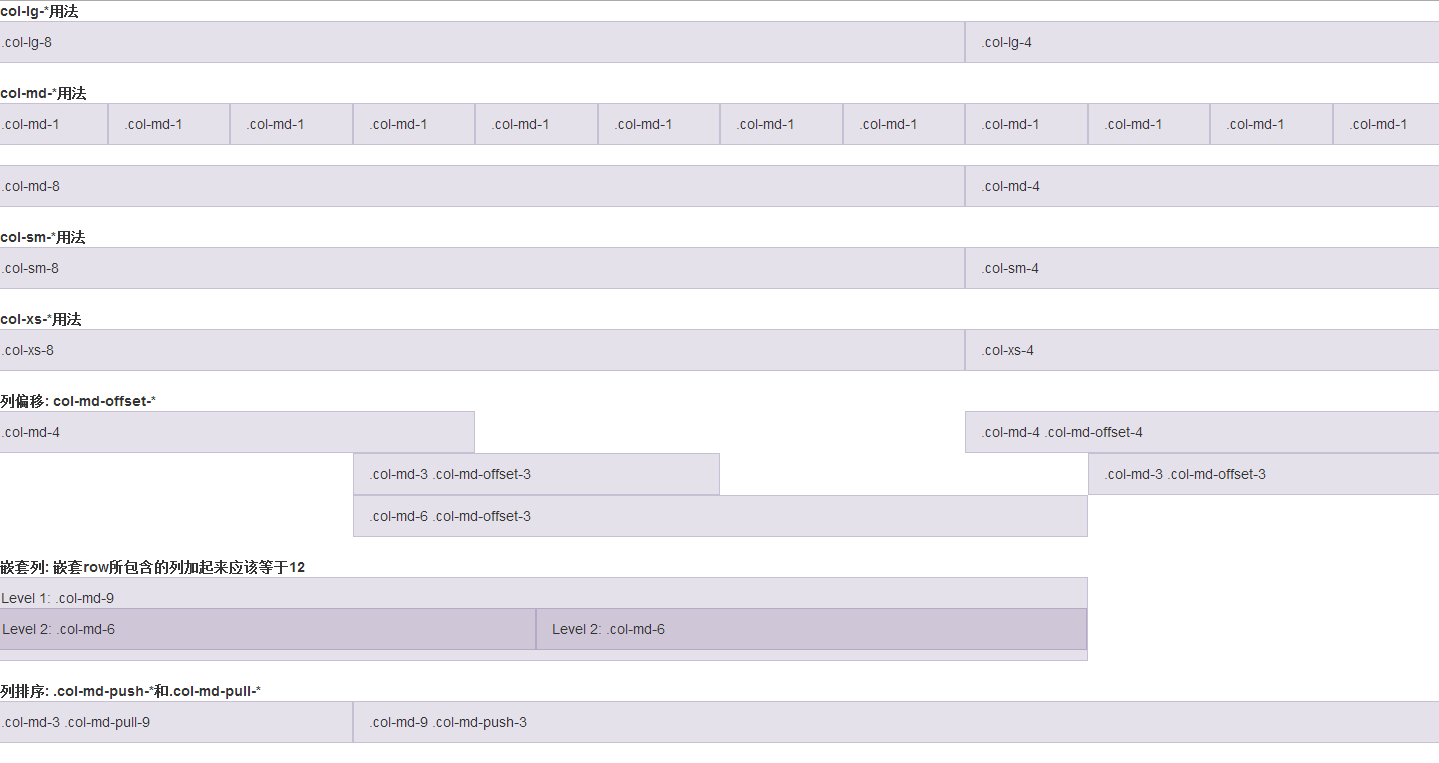 col-lg-*用法
.col-lg-8 .col-lg-4
col-md-*用法
.col-md-1 .col-md-1 .col-md-1 .col-md-1 .col-md-1 .col-md-1 .col-md-1 .col-md-1 .col-md-1 .col-md-1 .col-md-1 .col-md-1
.col-md-8 .col-md-4
col-sm-*用法
.col-sm-8 .col-sm-4
col-xs-*用法
.col-xs-8 .col-xs-4
列偏移: col-md-offset-*
.col-md-4 .col-md-4 .col-md-offset-4
.col-md-3 .col-md-offset-3 .col-md-3 .col-md-offset-3
.col-md-6 .col-md-offset-3
嵌套列: 嵌套row所包含的列加起来应该等于12
Level 1: .col-md-9
Level 2: .col-md-6 Level 2: .col-md-6
列排序: .col-md-push-*和.col-md-pull-*
.col-md-3 .col-md-pull-9 .col-md-9 .col-md-push-3